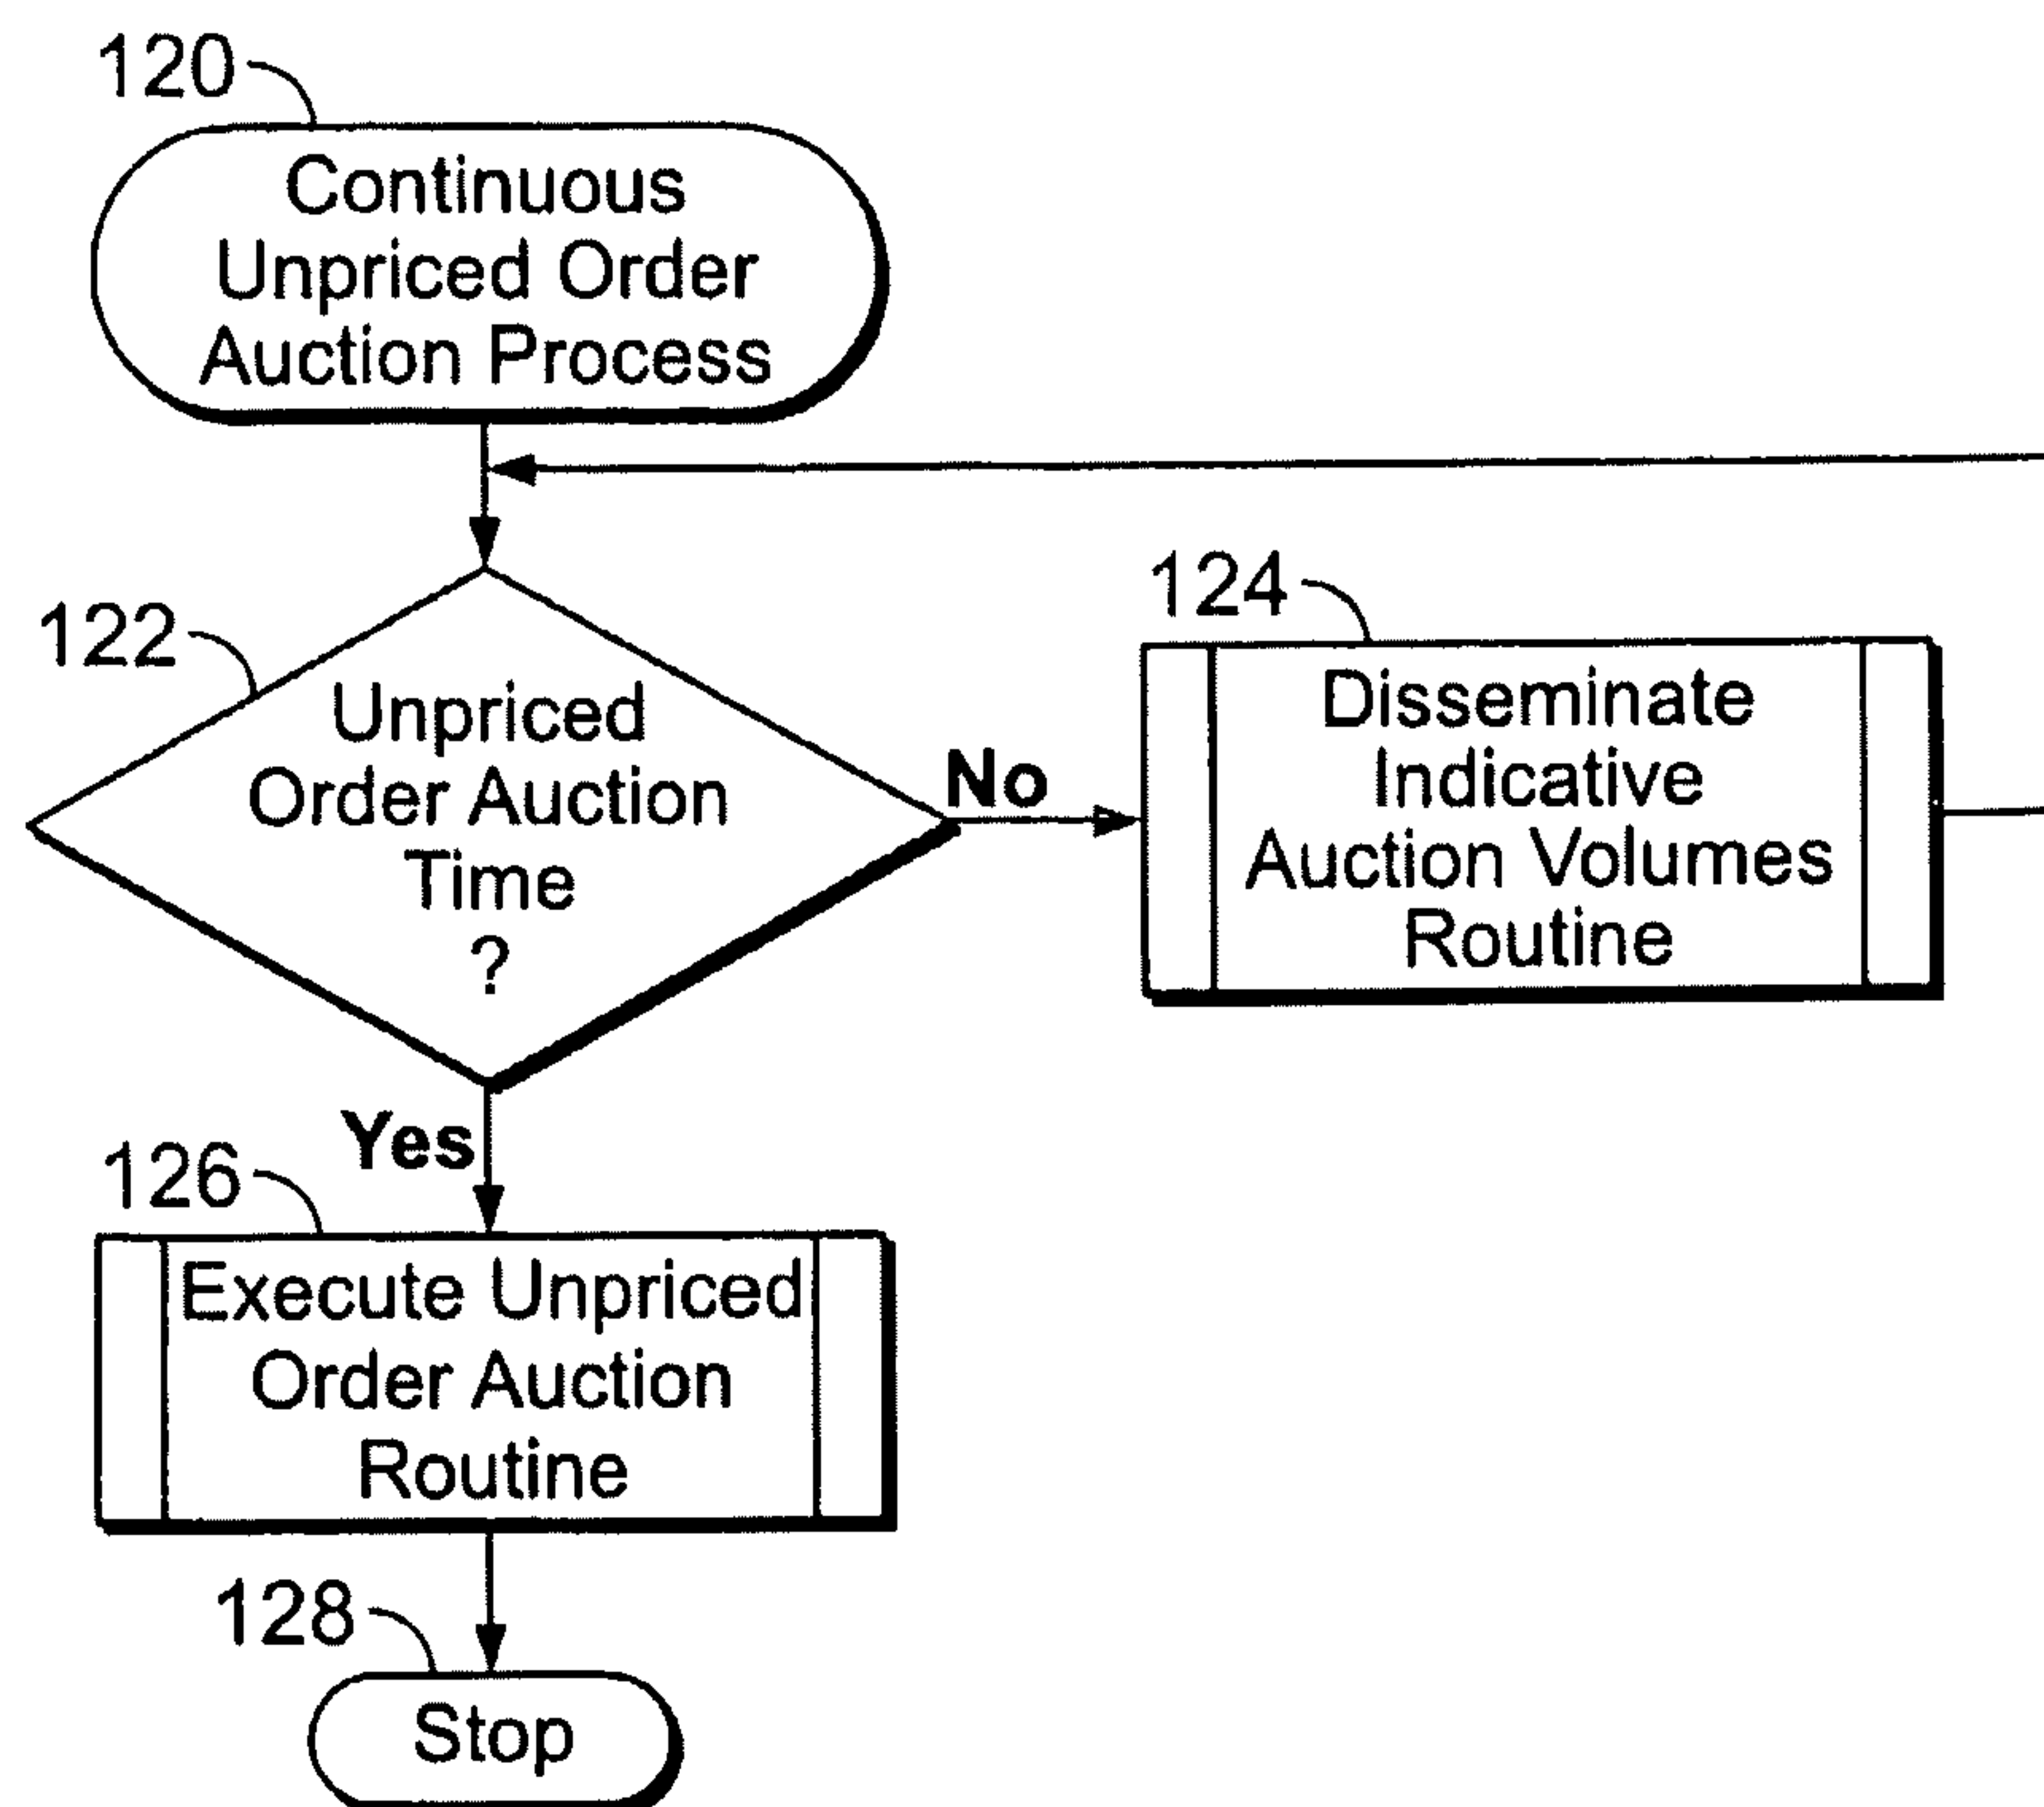 120
Continuous
Unpriced Order
Auction Process
122
Unpriced
Order Auction
Time
?
No
124
Disseminate
Indicative
Auction Volumes
Routine
Yes
126
Execute Unpriced
Order Auction
Routine
128
Stop